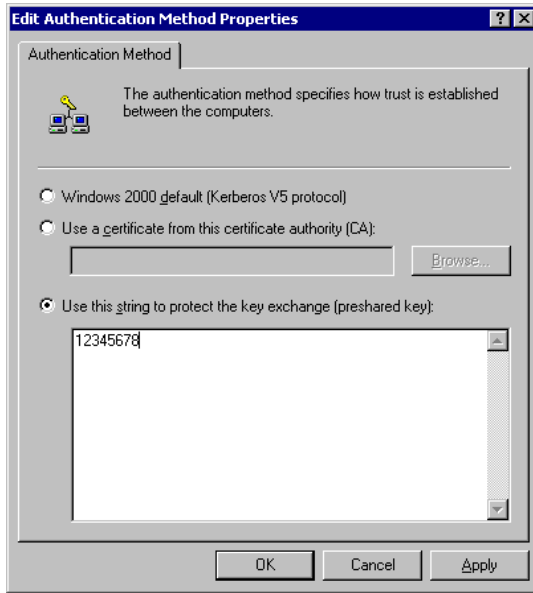 Edit Authentication Method Properties
Authentication Method
The authentication method specifies how trust is established
between the computers.
Windows 2000 default (Kerberos V5 protocol)
Use a certificate from this certificate authority (CA):
Browse...
Use this string to protect the key exchange (preshared key):
12345678
OK Cancel Apply